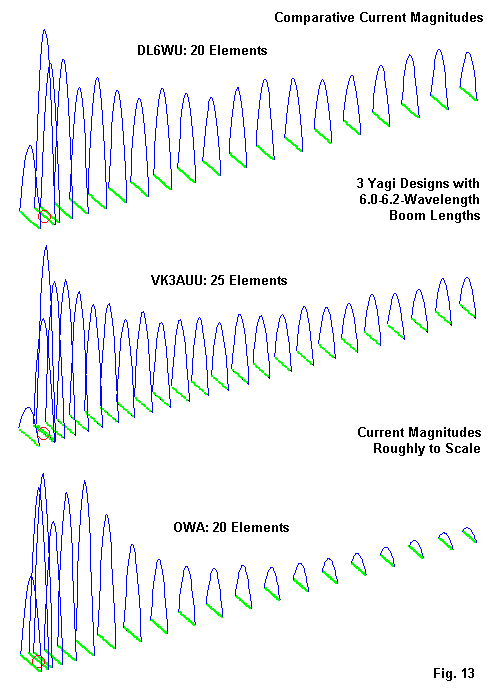 Comparative Current Magnitudes
DL6WU: 20 Elements
3 Yagi Designs with
6.0-6.2-Wavelength
Boom Lengths
VK3AUU: 25 Elements
Current Magnitudes
Roughly to Scale
OWA: 20 Elements
Fig. 13